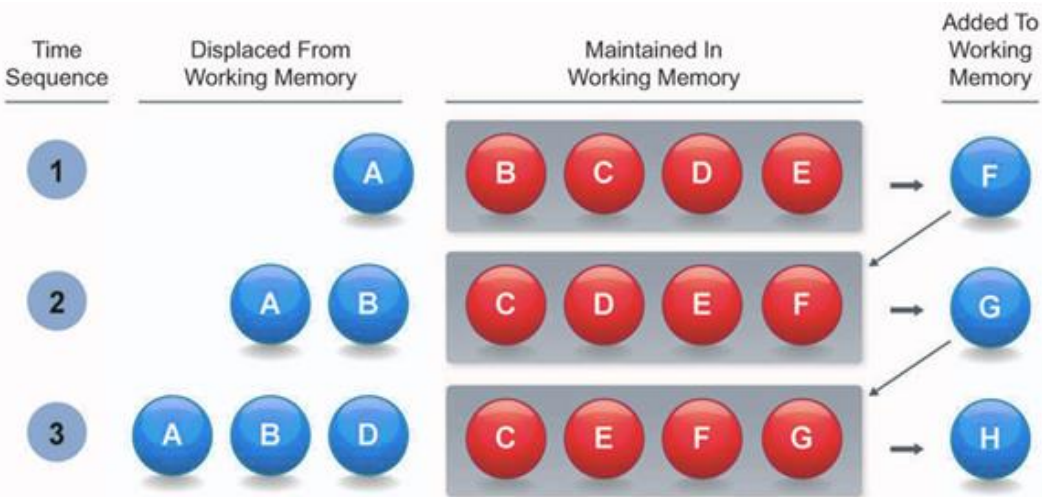 Time
Sequence
Displaced From
Working Memory
Maintained In
Working Memory
Added To
Working
Memory
1 A B C D E F
2 A B C D E F G
3 A B D C E F G H